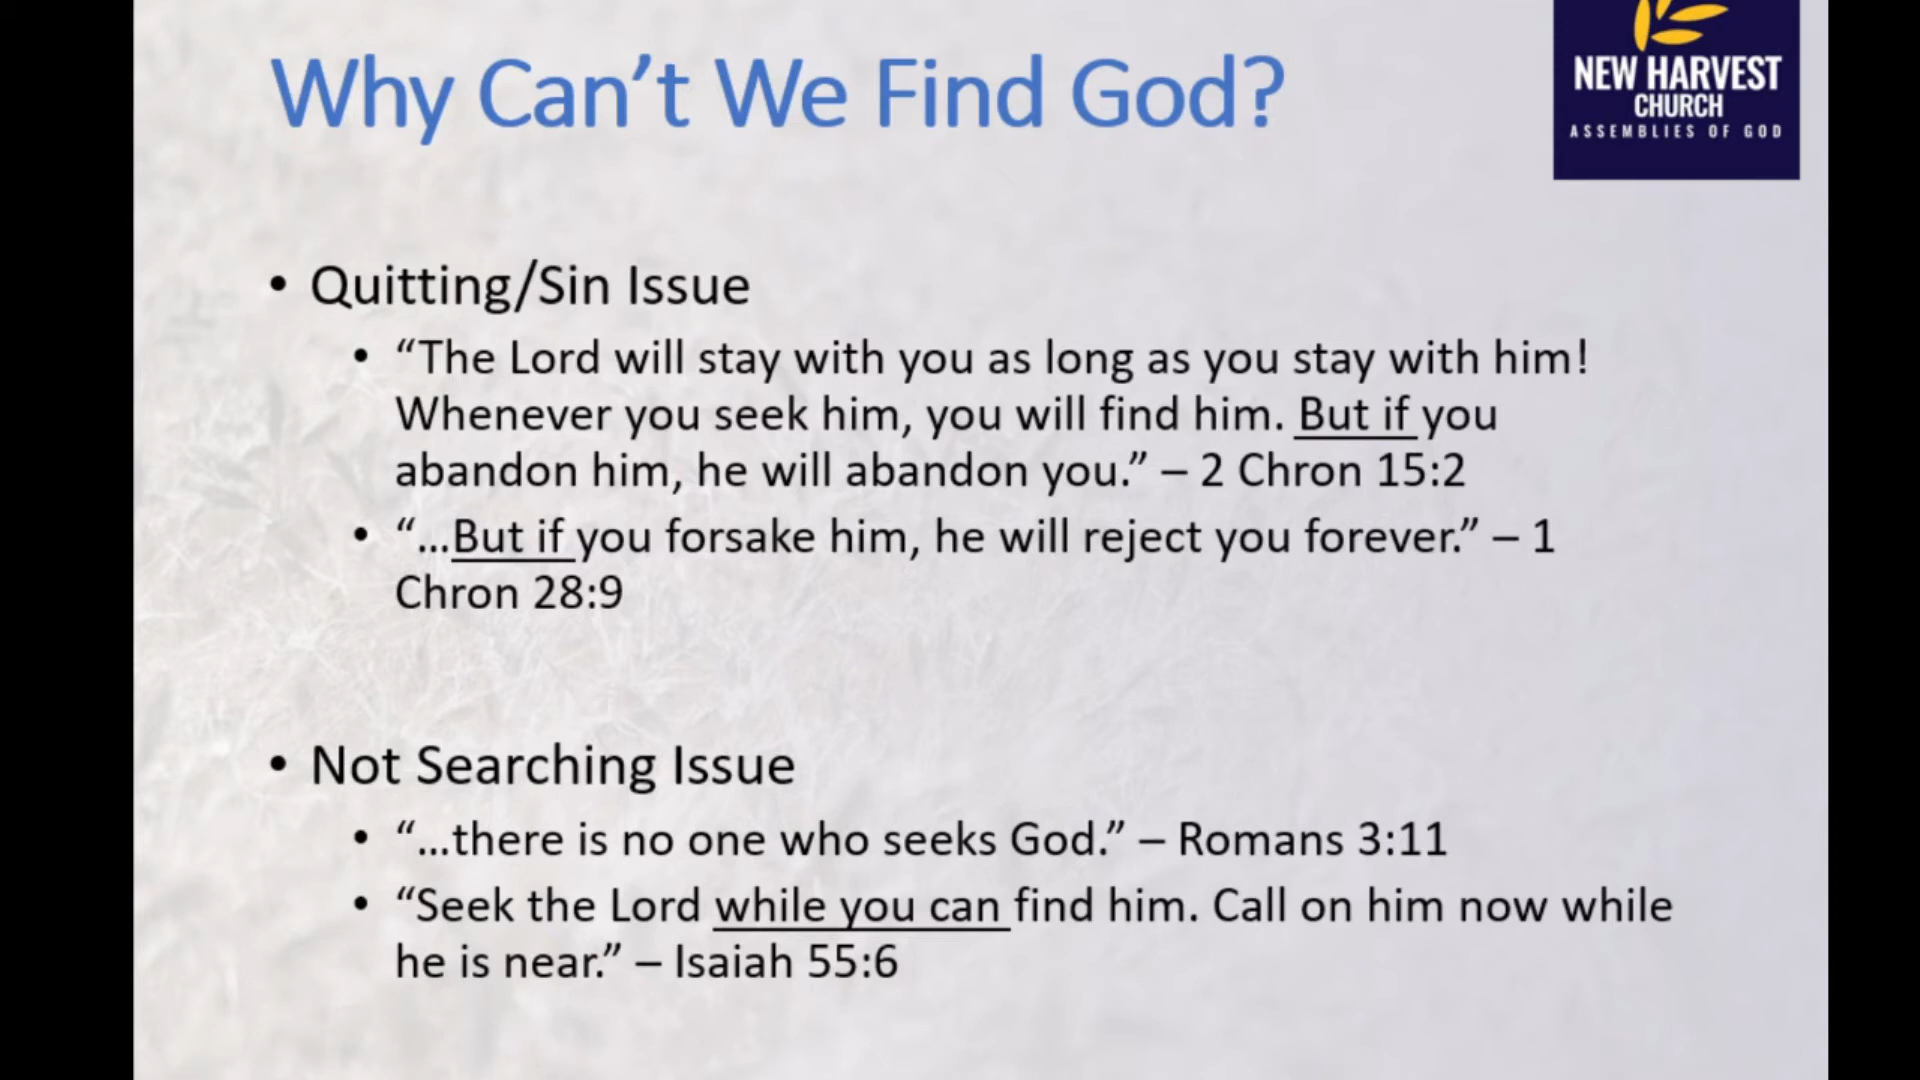 Why Can’t We Find God?
NEW HARVEST
CHURCH
ASSEMBLIES OF GOD
• Quitting/Sin Issue
• “The Lord will stay with you as long as you stay with him!
Whenever you seek him, you will find him. But if you
abandon him, he will abandon you.” – 2 Chron 15:2
• “…But if you forsake him, he will reject you forever.” – 1
Chron 28:9
• Not Searching Issue
• “…there is no one who seeks God.” – Romans 3:11
• “Seek the Lord while you can find him. Call on him now while
he is near.” – Isaiah 55:6